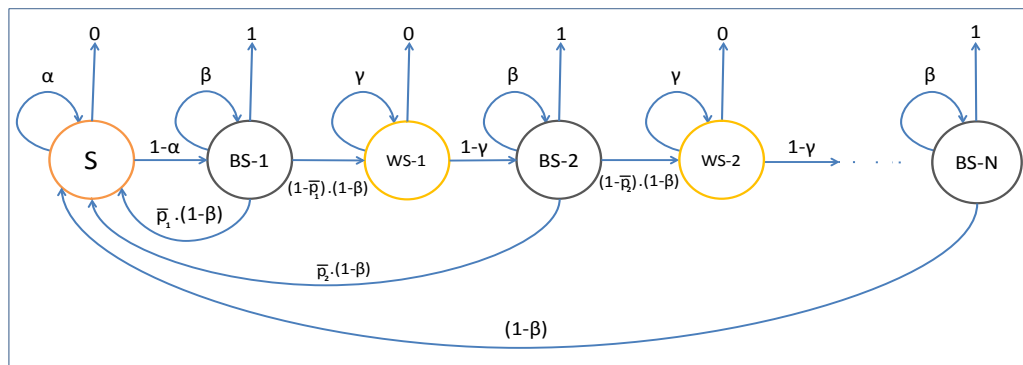 0 1 0 1 0 1
α β γ β γ β
S 1-α BS-1 WS-1 1-γ BS-2 WS-2 1-γ BS-N
(1-p̅₁).(1-β) (1-p̅₂).(1-β)
p̅₁.(1-β)
p̅₂.(1-β)
(1-β)